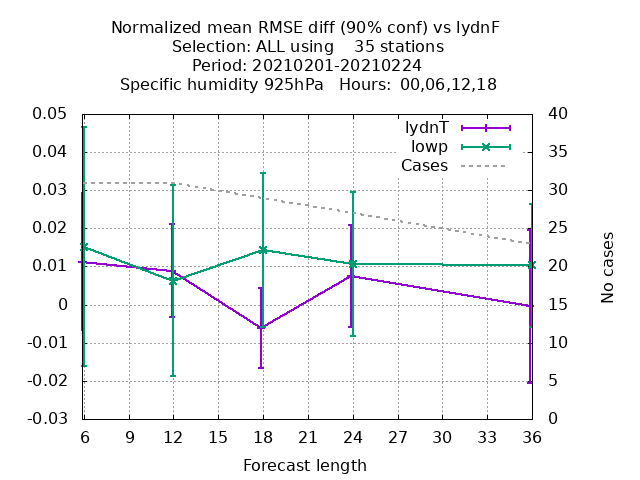 Normalized mean RMSE diff (90% conf) vs lydnF
Selection: ALL using    35 stations
Period: 20210201-20210224
Specific humidity 925hPa   Hours:  00,06,12,18
lydnT
lowp
Cases
0.05
0.04
0.03
0.02
0.01
0
-0.01
-0.02
-0.03
40
35
30
25
20
15
10
5
0
No cases
6 9 12 15 18 21 24 27 30 33 36
Forecast length